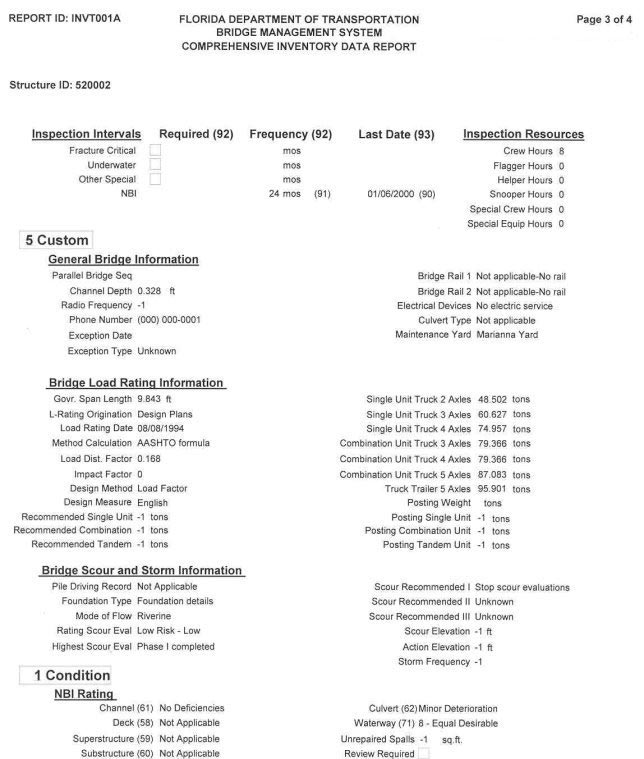 REPORT ID: INVT001A FLORIDA DEPARTMENT OF TRANSPORTATION Page 3 of 4
BRIDGE MANAGEMENT SYSTEM
COMPREHENSIVE INVENTORY DATA REPORT
Structure ID: 520002
Inspection Intervals Required (92) Frequency (92) Last Date (93) Inspection Resources
Fracture Critical mos Crew Hours 8
Underwater mos Flagger Hours 0
Other Special mos Helper Hours 0
NBI 24 mos (91) 01/06/2000 (90) Snooper Hours 0
Special Crew Hours 0
Special Equip Hours 0
5 Custom
General Bridge Information
Parallel Bridge Seq Bridge Rail 1 Not applicable-No rail
Channel Depth 0.328 ft Bridge Rail 2 Not applicable-No rail
Radio Frequency -1 Electrical Devices No electric service
Phone Number (000) 000-0001 Culvert Type Not applicable
Exception Date Maintenance Yard Marianna Yard
Exception Type Unknown
Bridge Load Rating Information
Govr. Span Length 9.843 ft Single Unit Truck 2 Axles 48.502 tons
L-Rating Origination Design Plans Single Unit Truck 3 Axles 60.627 tons
Load Rating Date 08/08/1994 Single Unit Truck 4 Axles 74.957 tons
Method Calculation AASHTO formula Combination Unit Truck 3 Axles 79.366 tons
Load Dist. Factor 0.168 Combination Unit Truck 4 Axles 79.366 tons
Impact Factor 0 Combination Unit Truck 5 Axles 87.083 tons
Design Method Load Factor Truck Trailer 5 Axles 95.901 tons
Design Measure English Posting Weight tons
Recommended Single Unit -1 tons Posting Single Unit -1 tons
Recommended Combination -1 tons Posting Combination Unit -1 tons
Recommended Tandem -1 tons Posting Tandem Unit -1 tons
Bridge Scour and Storm Information
Pile Driving Record Not Applicable Scour Recommended I Stop scour evaluations
Foundation Type Foundation details Scour Recommended II Unknown
Mode of Flow Riverine Scour Recommended III Unknown
Rating Scour Eval Low Risk - Low Scour Elevation -1 ft
Highest Scour Eval Phase I completed Action Elevation -1 ft
Storm Frequency -1
1 Condition
NBI Rating
Channel (61) No Deficiencies Culvert (62) Minor Deterioration
Deck (58) Not Applicable Waterway (71) 8 - Equal Desirable
Superstructure (59) Not Applicable Unrepaired Spalls -1 sq.ft.
Substructure (60) Not Applicable Review Required